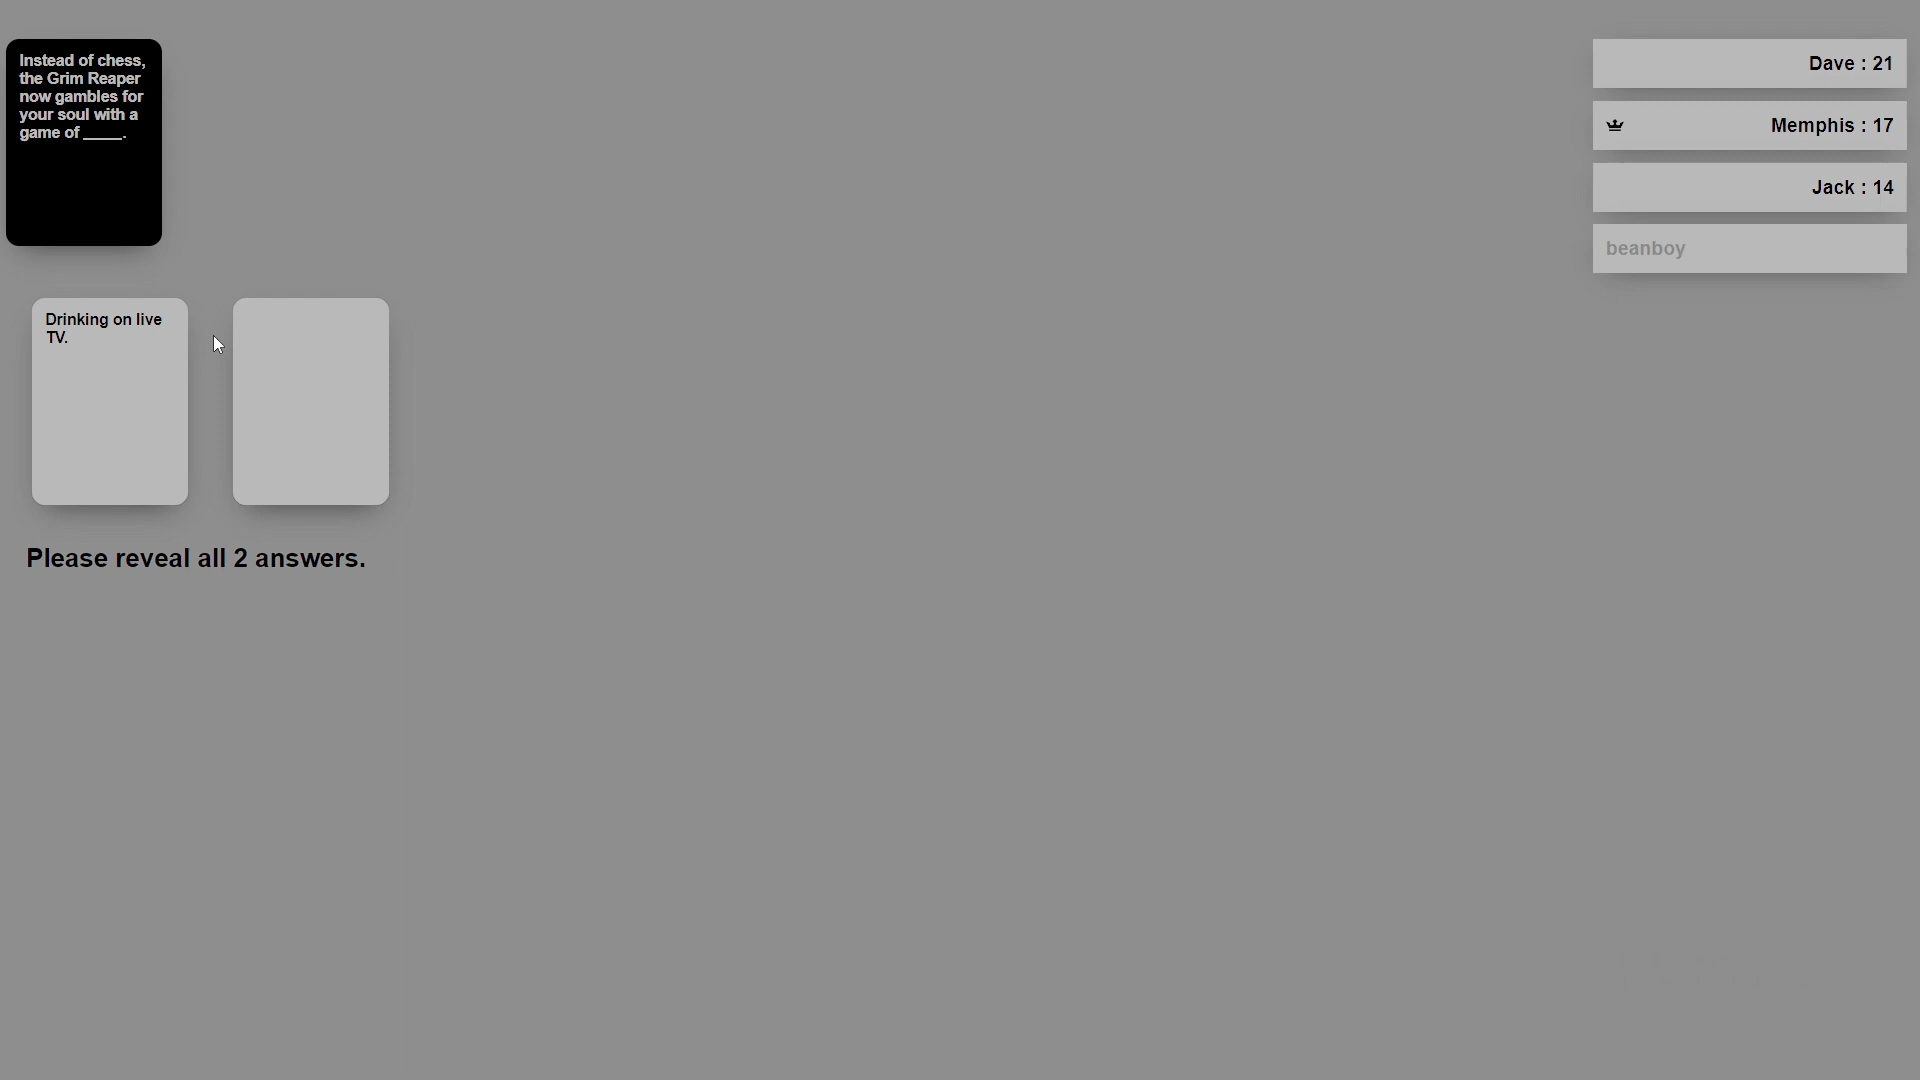 Instead of chess,
the Grim Reaper
now gambles for
your soul with a
game of _____.
Drinking on live
TV.
Please reveal all 2 answers.
Dave : 21
Memphis : 17
Jack : 14
beanboy